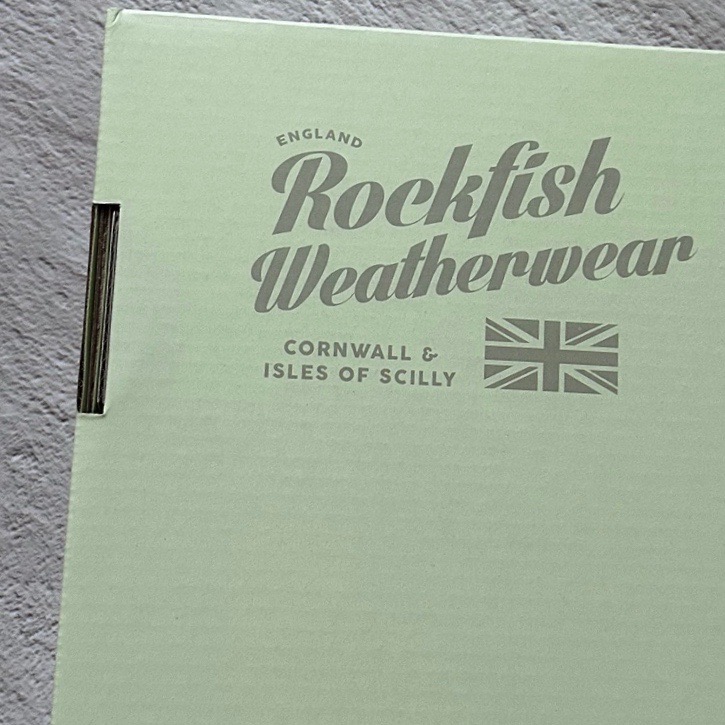 ENGLAND
Rockfish
Weatherwear
CORNWALL &
ISLES OF SCILLY